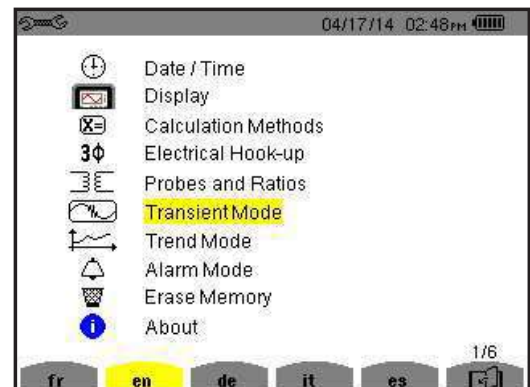 04/17/14 02:48PM
Date / Time
Display
X= Calculation Methods
3Φ Electrical Hook-up
Probes and Ratios
Transient Mode
Trend Mode
Alarm Mode
Erase Memory
i About
1/6
fr en de it es